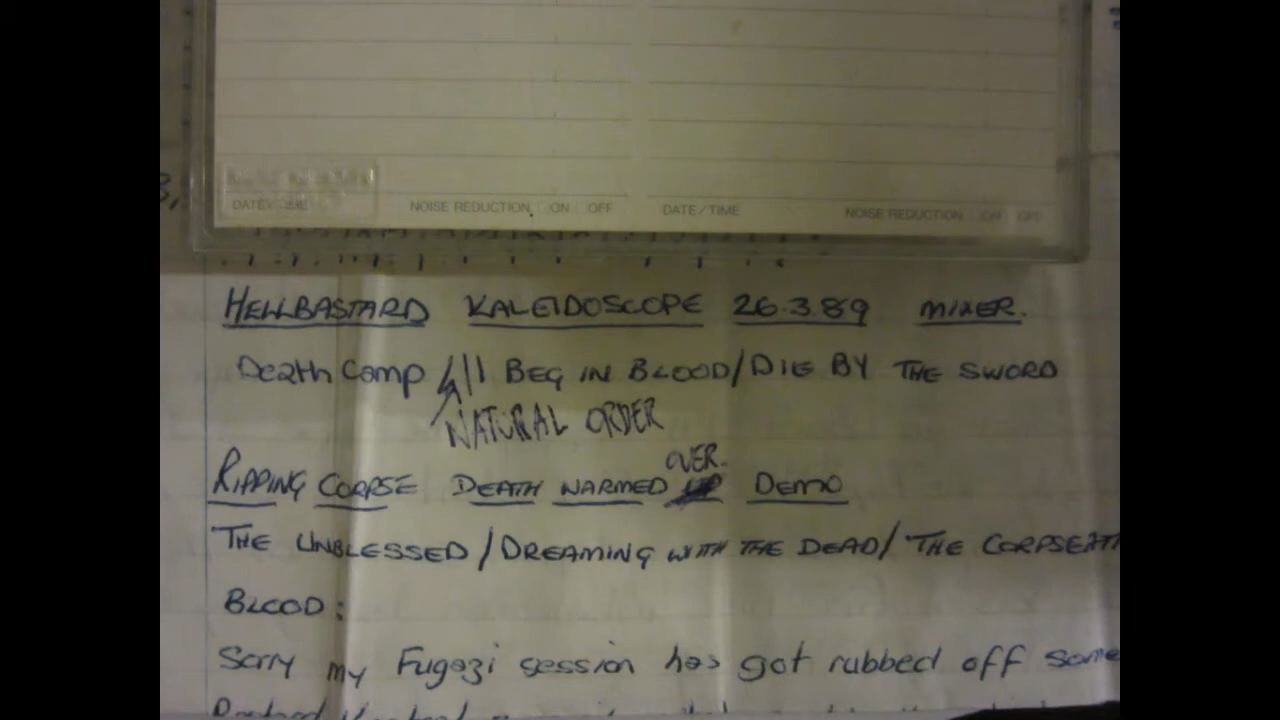 DATE/TIME NOISE REDUCTION ON OFF DATE/TIME NOISE REDUCTION ON OFF
HELLBASTARD KALEIDOSCOPE 26.3.89 MIXER.
Death Camp / // I BEG IN BLOOD/DIE BY THE SWORD
NATURAL ORDER
OVER.
RIPPING CORPSE DEATH WARMED UP DEMO
THE UNBLESSED/DREAMING WITH THE DEAD/THE CORPSEAT
BLOOD:
Sorry my Fugazi session has got rubbed off some